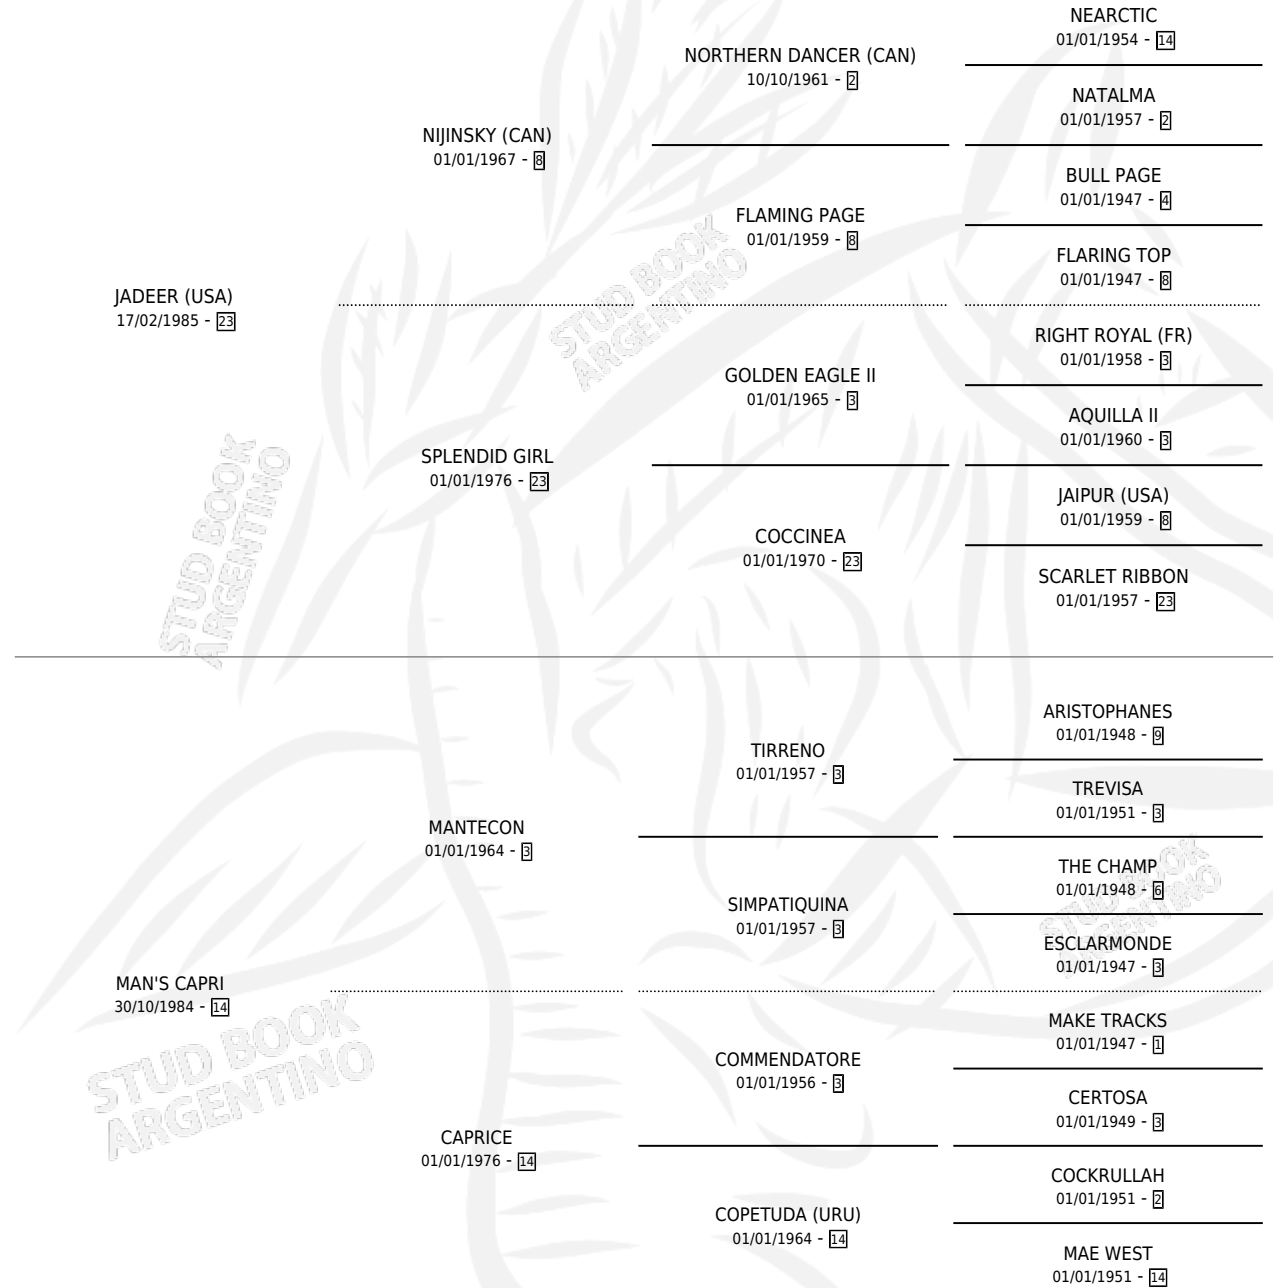 NEARCTIC
01/01/1954 - 14
NORTHERN DANCER (CAN)
10/10/1961 - 2
NATALMA
01/01/1957 - 2
NIJINSKY (CAN)
01/01/1967 - 8
BULL PAGE
01/01/1947 - 4
FLAMING PAGE
01/01/1959 - 8
FLARING TOP
01/01/1947 - 8
JADEER (USA)
17/02/1985 - 23
RIGHT ROYAL (FR)
01/01/1958 - 3
GOLDEN EAGLE II
01/01/1965 - 3
AQUILLA II
01/01/1960 - 3
SPLENDID GIRL
01/01/1976 - 23
JAIPUR (USA)
01/01/1959 - 8
COCCINEA
01/01/1970 - 23
SCARLET RIBBON
01/01/1957 - 23
STUD BOOK
ARGENTINO
STUD BOOK
ARGENTINO
ARISTOPHANES
01/01/1948 - 9
TIRRENO
01/01/1957 - 3
TREVISA
01/01/1951 - 3
MANTECON
01/01/1964 - 3
THE CHAMP
01/01/1948 - 6
SIMPATIQUINA
01/01/1957 - 3
ESCLARMONDE
01/01/1947 - 3
STUD BOOK
ARGENTINO
MAN'S CAPRI
30/10/1984 - 14
MAKE TRACKS
01/01/1947 - 1
COMMENDATORE
01/01/1956 - 3
CERTOSA
01/01/1949 - 3
STUD BOOK
ARGENTINO
CAPRICE
01/01/1976 - 14
COCKRULLAH
01/01/1951 - 2
COPETUDA (URU)
01/01/1964 - 14
MAE WEST
01/01/1951 - 14